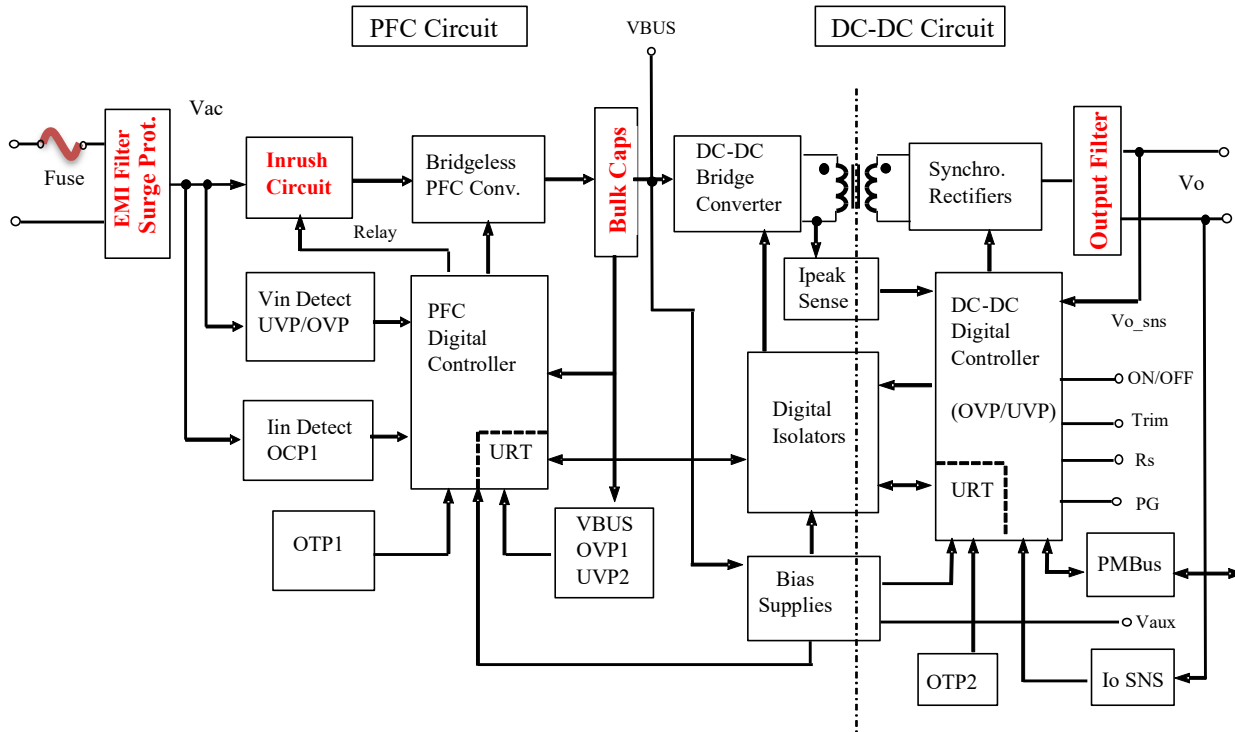 PFC Circuit
VBUS
DC-DC Circuit
Vac
Fuse
EMI Filter
Surge Prot.
Inrush
Circuit
Bridgeless
PFC Conv.
Bulk Caps
DC-DC
Bridge
Converter
Synchro.
Rectifiers
Output Filter
Vo
Relay
Vin Detect
UVP/OVP
PFC
Digital
Controller
Ipeak
Sense
DC-DC
Digital
Controller
(OVP/UVP)
Vo_sns
ON/OFF
Trim
Rs
PG
Iin Detect
OCP1
URT
Digital
Isolators
URT
OTP1
VBUS
OVP1
UVP2
Bias
Supplies
PMBus
Vaux
OTP2
Io SNS